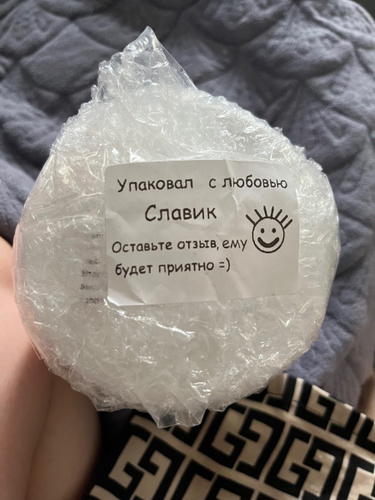 Упаковал с любовью
Славик
Оставьте отзыв, ему
будет приятно =)